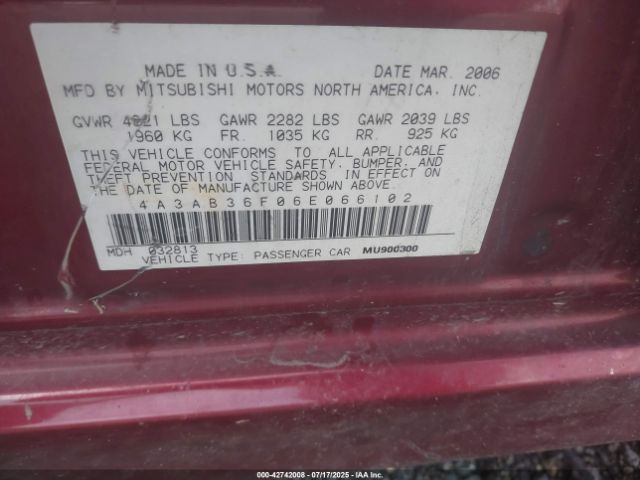 MADE IN U.S.A. DATE MAR. 2006
MFD BY MITSUBISHI MOTORS NORTH AMERICA, INC.
GVWR 4321 LBS GAWR 2282 LBS GAWR 2039 LBS
1960 KG FR. 1035 KG RR. 925 KG
THIS VEHICLE CONFORMS TO ALL APPLICABLE
FEDERAL MOTOR VEHICLE SAFETY, BUMPER, AND
THEFT PREVENTION STANDARDS IN EFFECT ON
THE DATE OF MANUFACTURE SHOWN ABOVE.
4A3AB36F06E066102
MDH 032813
VEHICLE TYPE: PASSENGER CAR MU900300
000-42742008 | 07/17/2025 | IAA Inc.